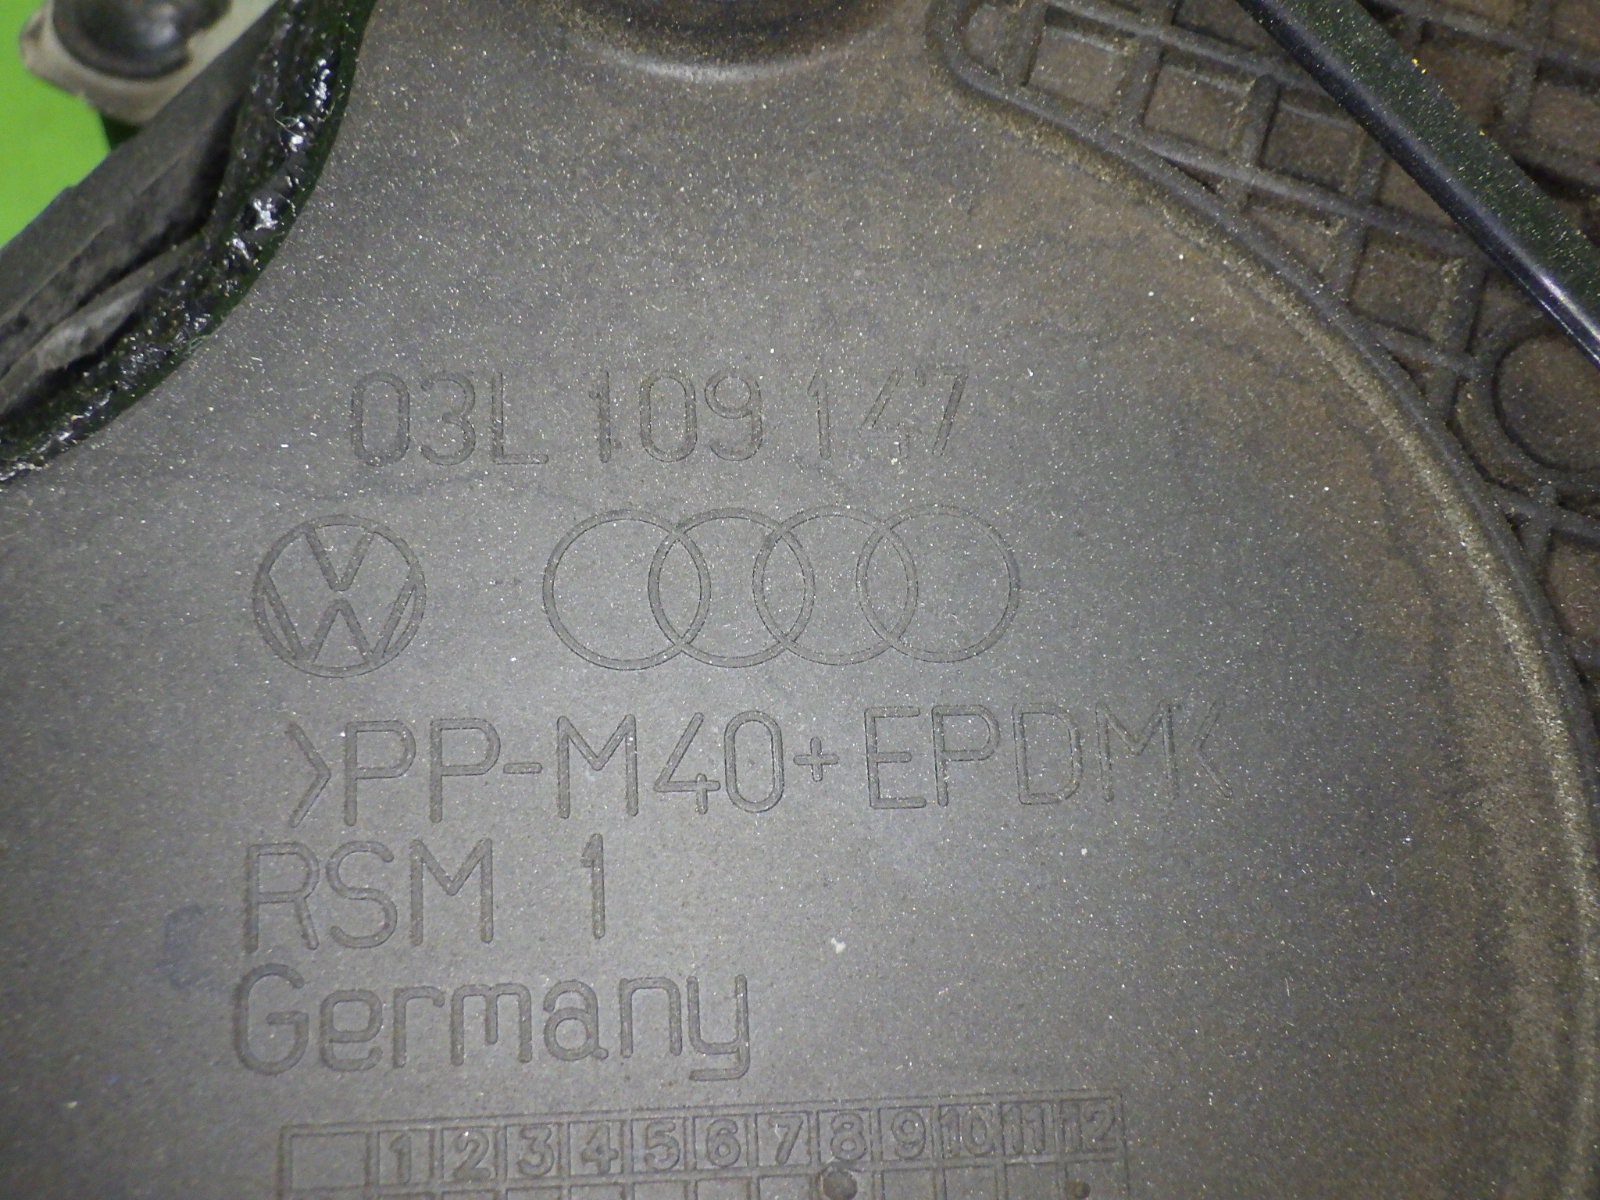 03L 109 147
>PP-M40+EPDM<
RSM 1
Germany
1 2 3 4 5 6 7 8 9 10 11 12